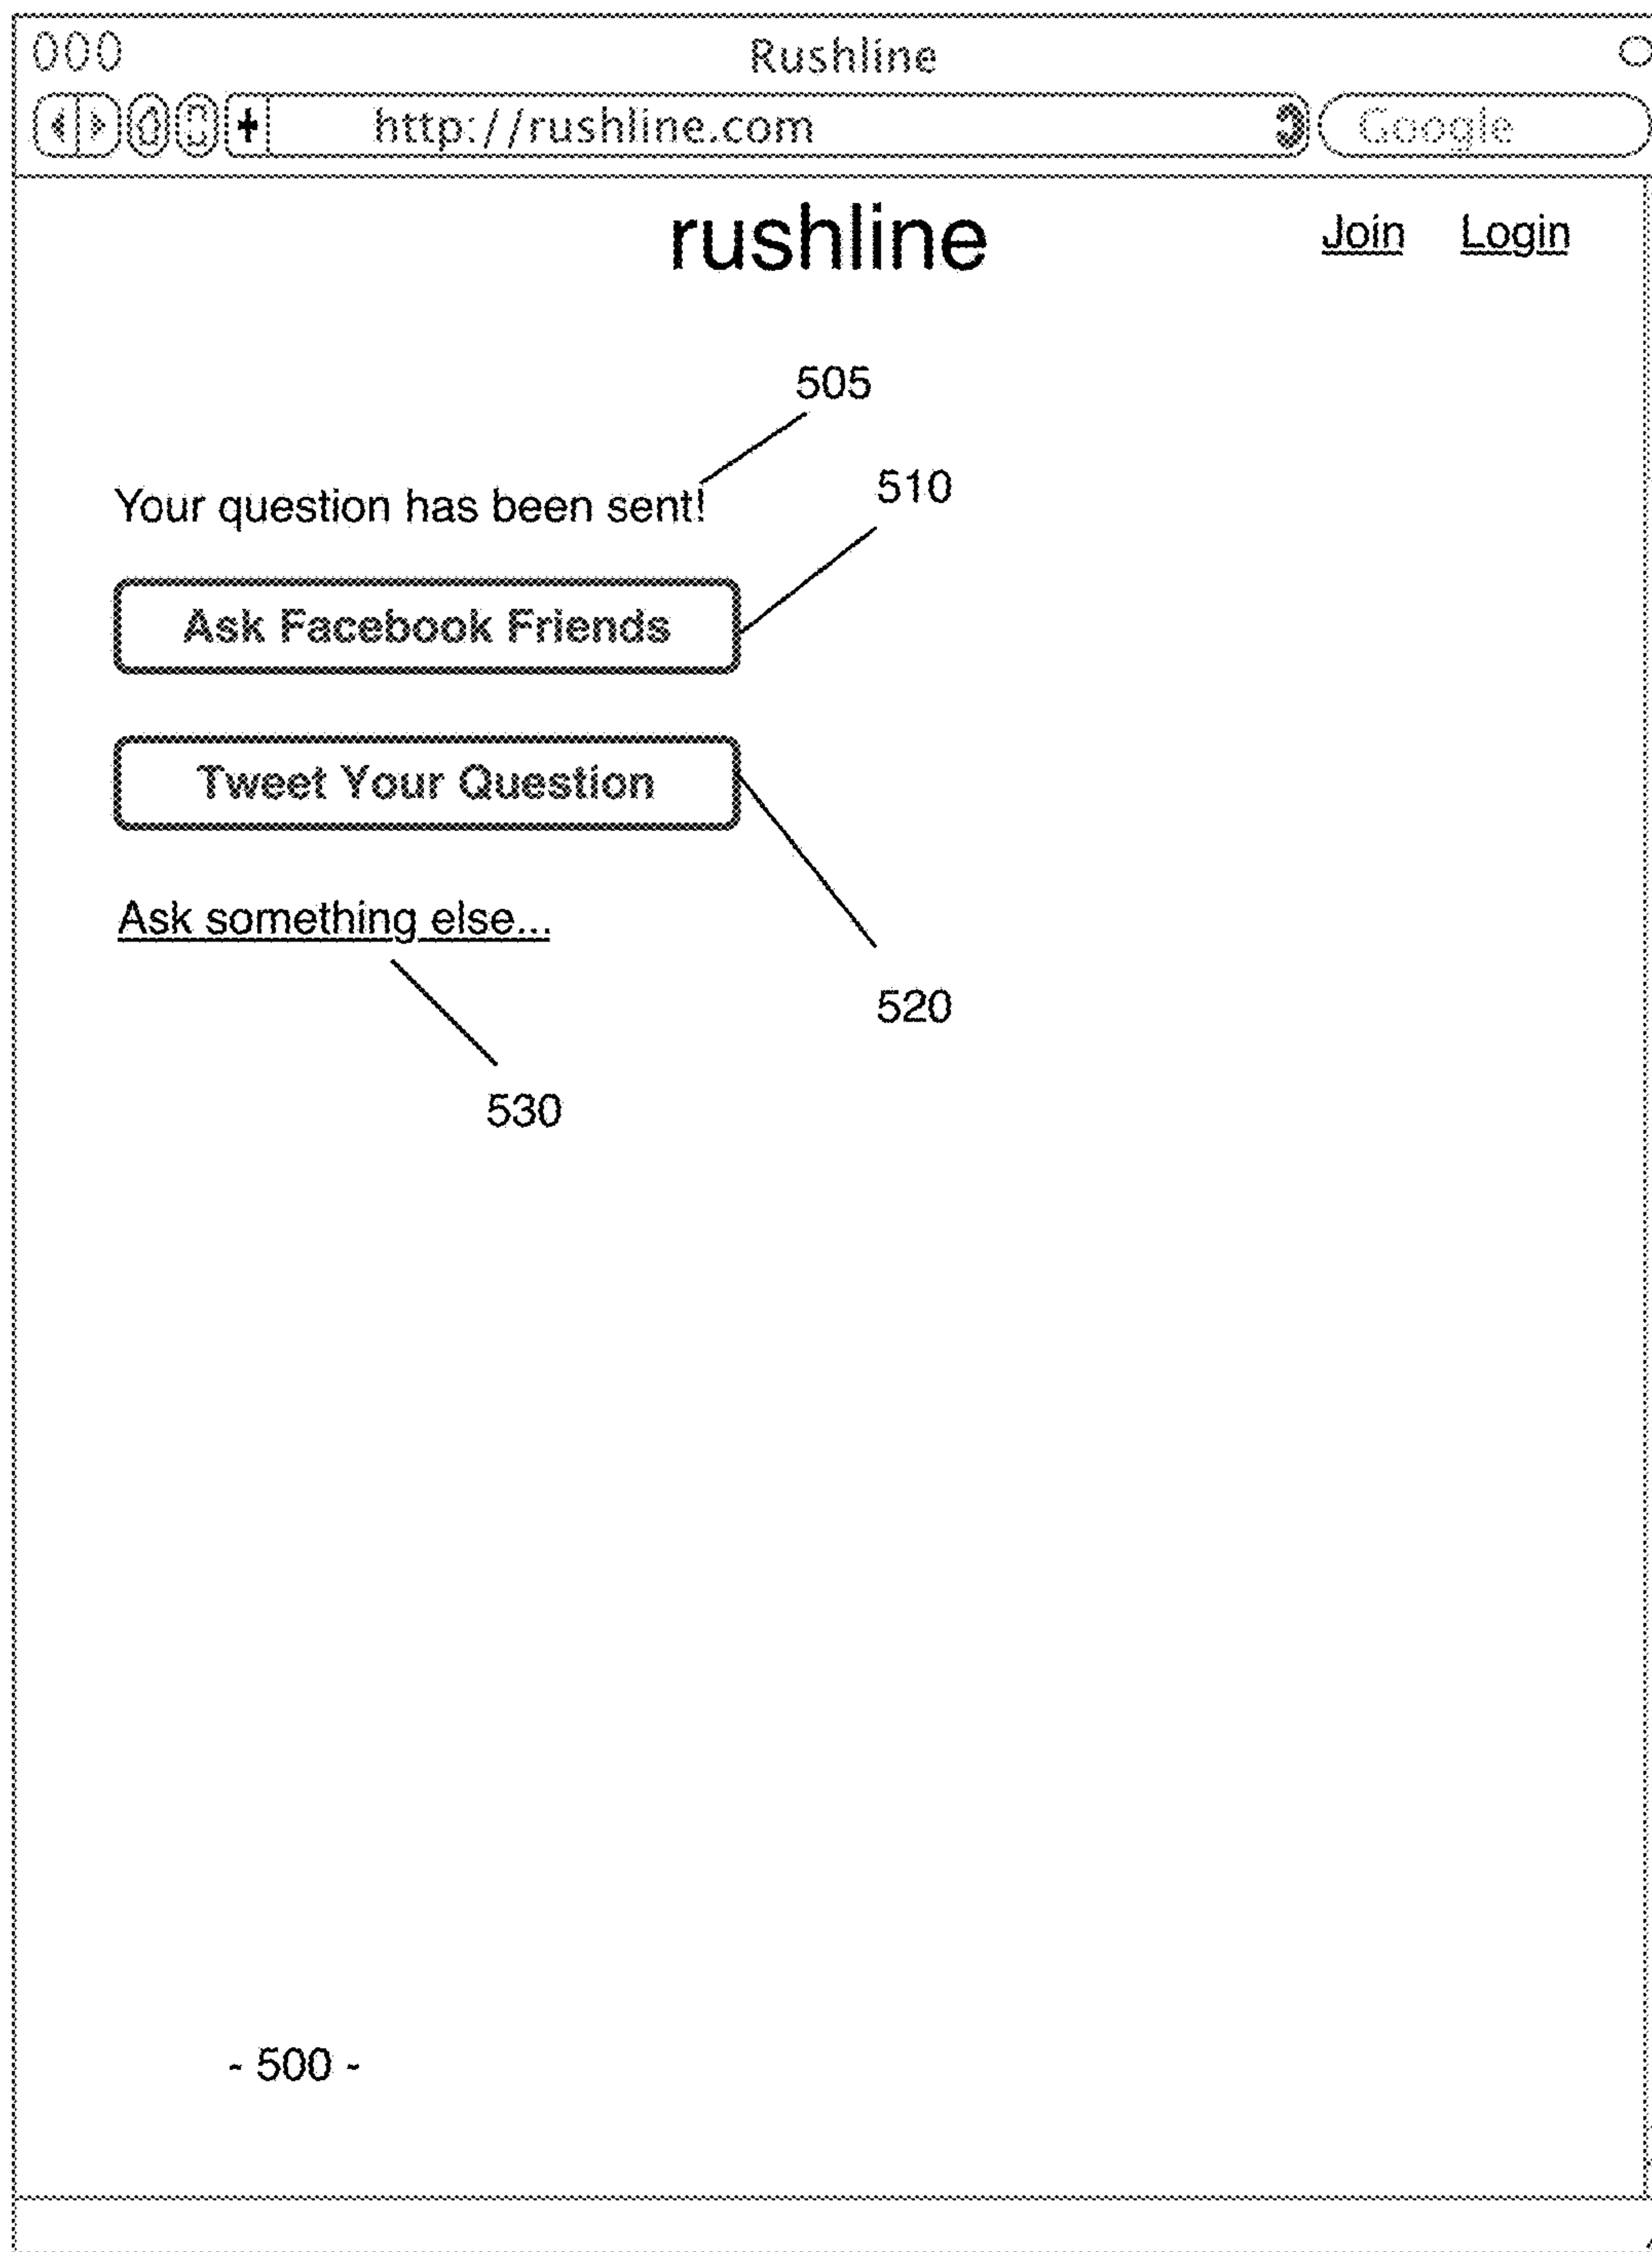 Rushline
http://rushline.com
Google
rushline
Join Login
505
Your question has been sent!
510
Ask Facebook Friends
Tweet Your Question
Ask something else...
520
530
- 500 -